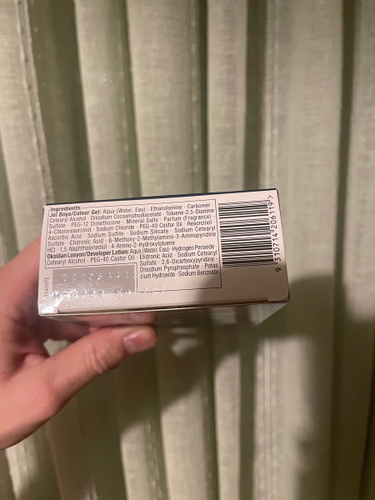 Ingredients:
Jel Boya/Colour Gel: Aqua (Water, Eau) · Ethanolamine · Carbomer ·
Cetearyl Alcohol · Disodium Cocoamphodiacetate · Toluene-2,5-Diamine
Sulfate · PEG-12 Dimethicone · Mineral Salts · Parfum (Fragrance)
4-Chlororesorcinol · Sodium Chloride · PEG-40 Castor Oil · Resorcinol ·
Ascorbic Acid · Sodium Sulfite · Sodium Silicate · Sodium Cetearyl
Sulfate · Etidronic Acid · 6-Methoxy-2-Methylamino-3-Aminopyridine
HCl · 1,5-Naphthalenediol · 4-Amino-2-Hydroxytoluene
Oksidan Losyon/Developer Lotion: Aqua (Water, Eau) · Hydrogen Peroxide
Cetearyl Alcohol · PEG-40 Castor Oil · Etidronic Acid · Sodium Cetearyl
Sulfate · 2,6-Dicarboxypyridine
Disodium Pyrophosphate · Potas
sium Hydroxide · Sodium Benzoate
9 310714 206119 >